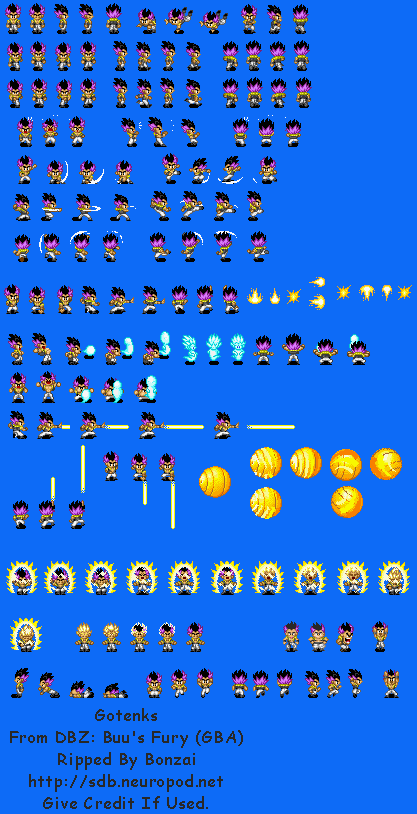 Gotenks
From DBZ: Buu's Fury (GBA)
Ripped By Bonzai
http://sdb.neuropod.net
Give Credit If Used.